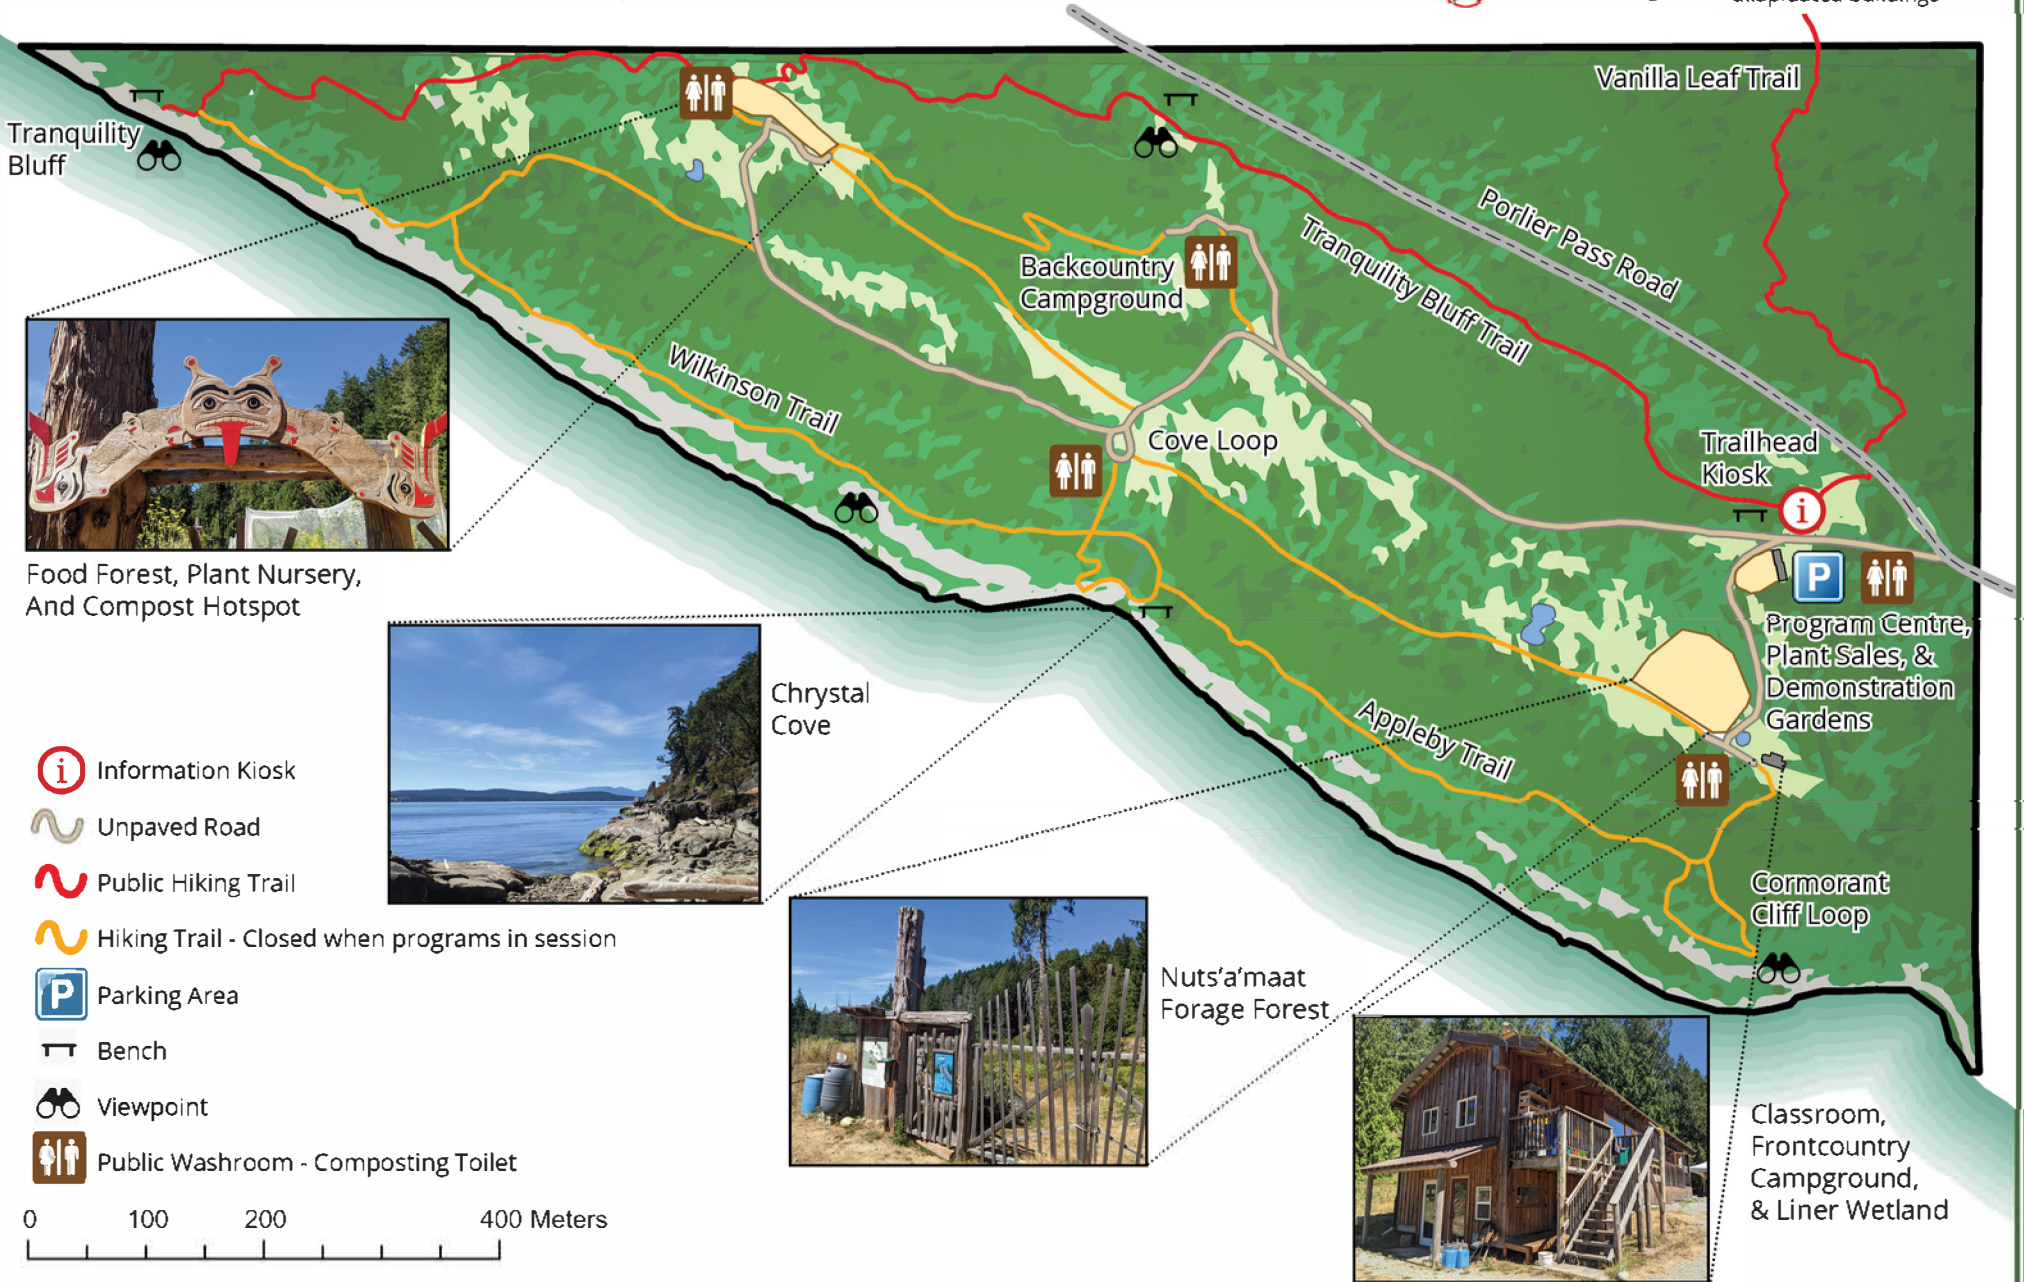 Vanilla Leaf Trail
Tranquility
Bluff
Porlier Pass Road
Tranquility Bluff Trail
Backcountry
Campground
Wilkinson Trail
Cove Loop
Trailhead
Kiosk
i
P
Food Forest, Plant Nursery,
And Compost Hotspot
Program Centre,
Plant Sales, &
Demonstration
Gardens
Chrystal
Cove
Appleby Trail
Cormorant
Cliff Loop
Nuts'a'maat
Forage Forest
Classroom,
Frontcountry
Campground,
& Liner Wetland
i Information Kiosk
Unpaved Road
Public Hiking Trail
Hiking Trail - Closed when programs in session
P Parking Area
Bench
Viewpoint
Public Washroom - Composting Toilet
0 100 200 400 Meters